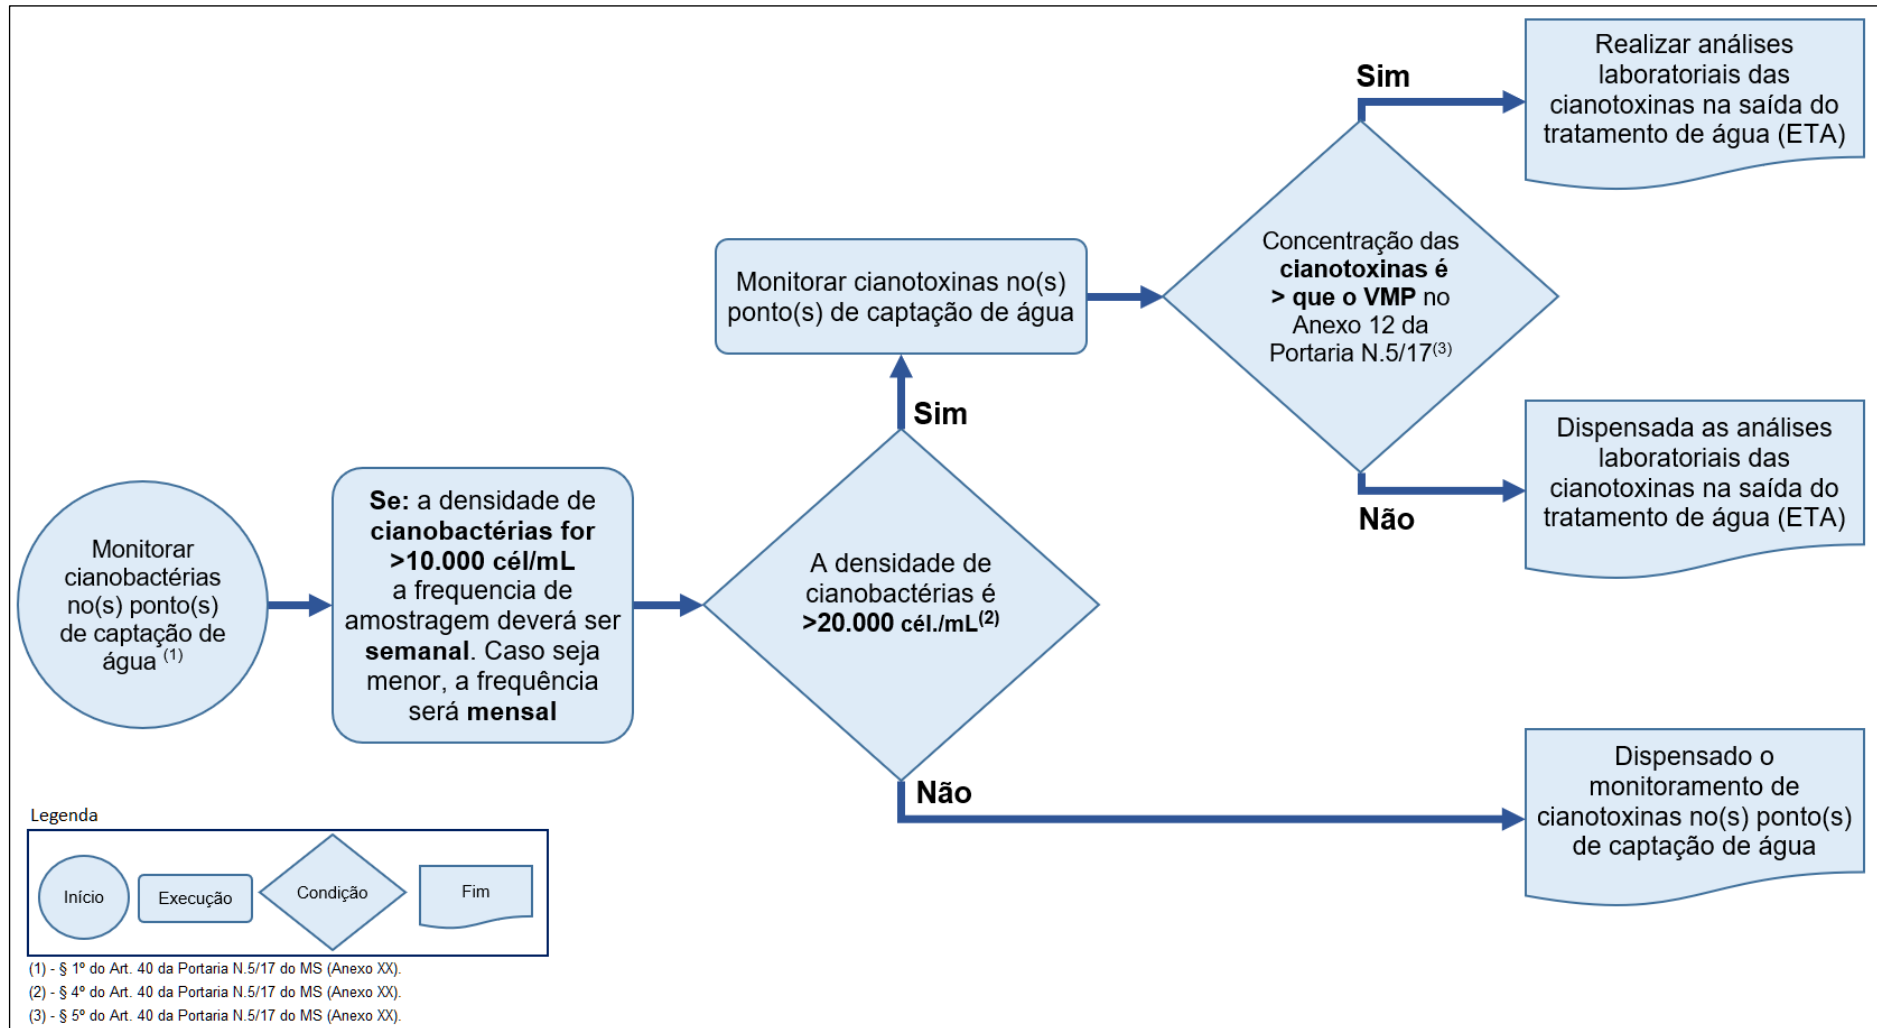 Monitorar
cianobactérias
no(s) ponto(s)
de captação de
água (1)
Se: a densidade de
cianobactérias for
>10.000 cél/mL
a frequencia de
amostragem deverá ser
semanal. Caso seja
menor, a frequência
será mensal
A densidade de
cianobactérias é
>20.000 cél./mL(2)
Sim
Monitorar cianotoxinas no(s)
ponto(s) de captação de água
Concentração das
cianotoxinas é
> que o VMP no
Anexo 12 da
Portaria N.5/17(3)
Sim
Realizar análises
laboratoriais das
cianotoxinas na saída do
tratamento de água (ETA)
Não
Dispensada as análises
laboratoriais das
cianotoxinas na saída do
tratamento de água (ETA)
Não
Dispensado o
monitoramento de
cianotoxinas no(s) ponto(s)
de captação de água
Legenda
Início
Execução
Condição
Fim
(1) - § 1º do Art. 40 da Portaria N.5/17 do MS (Anexo XX).
(2) - § 4º do Art. 40 da Portaria N.5/17 do MS (Anexo XX).
(3) - § 5º do Art. 40 da Portaria N.5/17 do MS (Anexo XX).